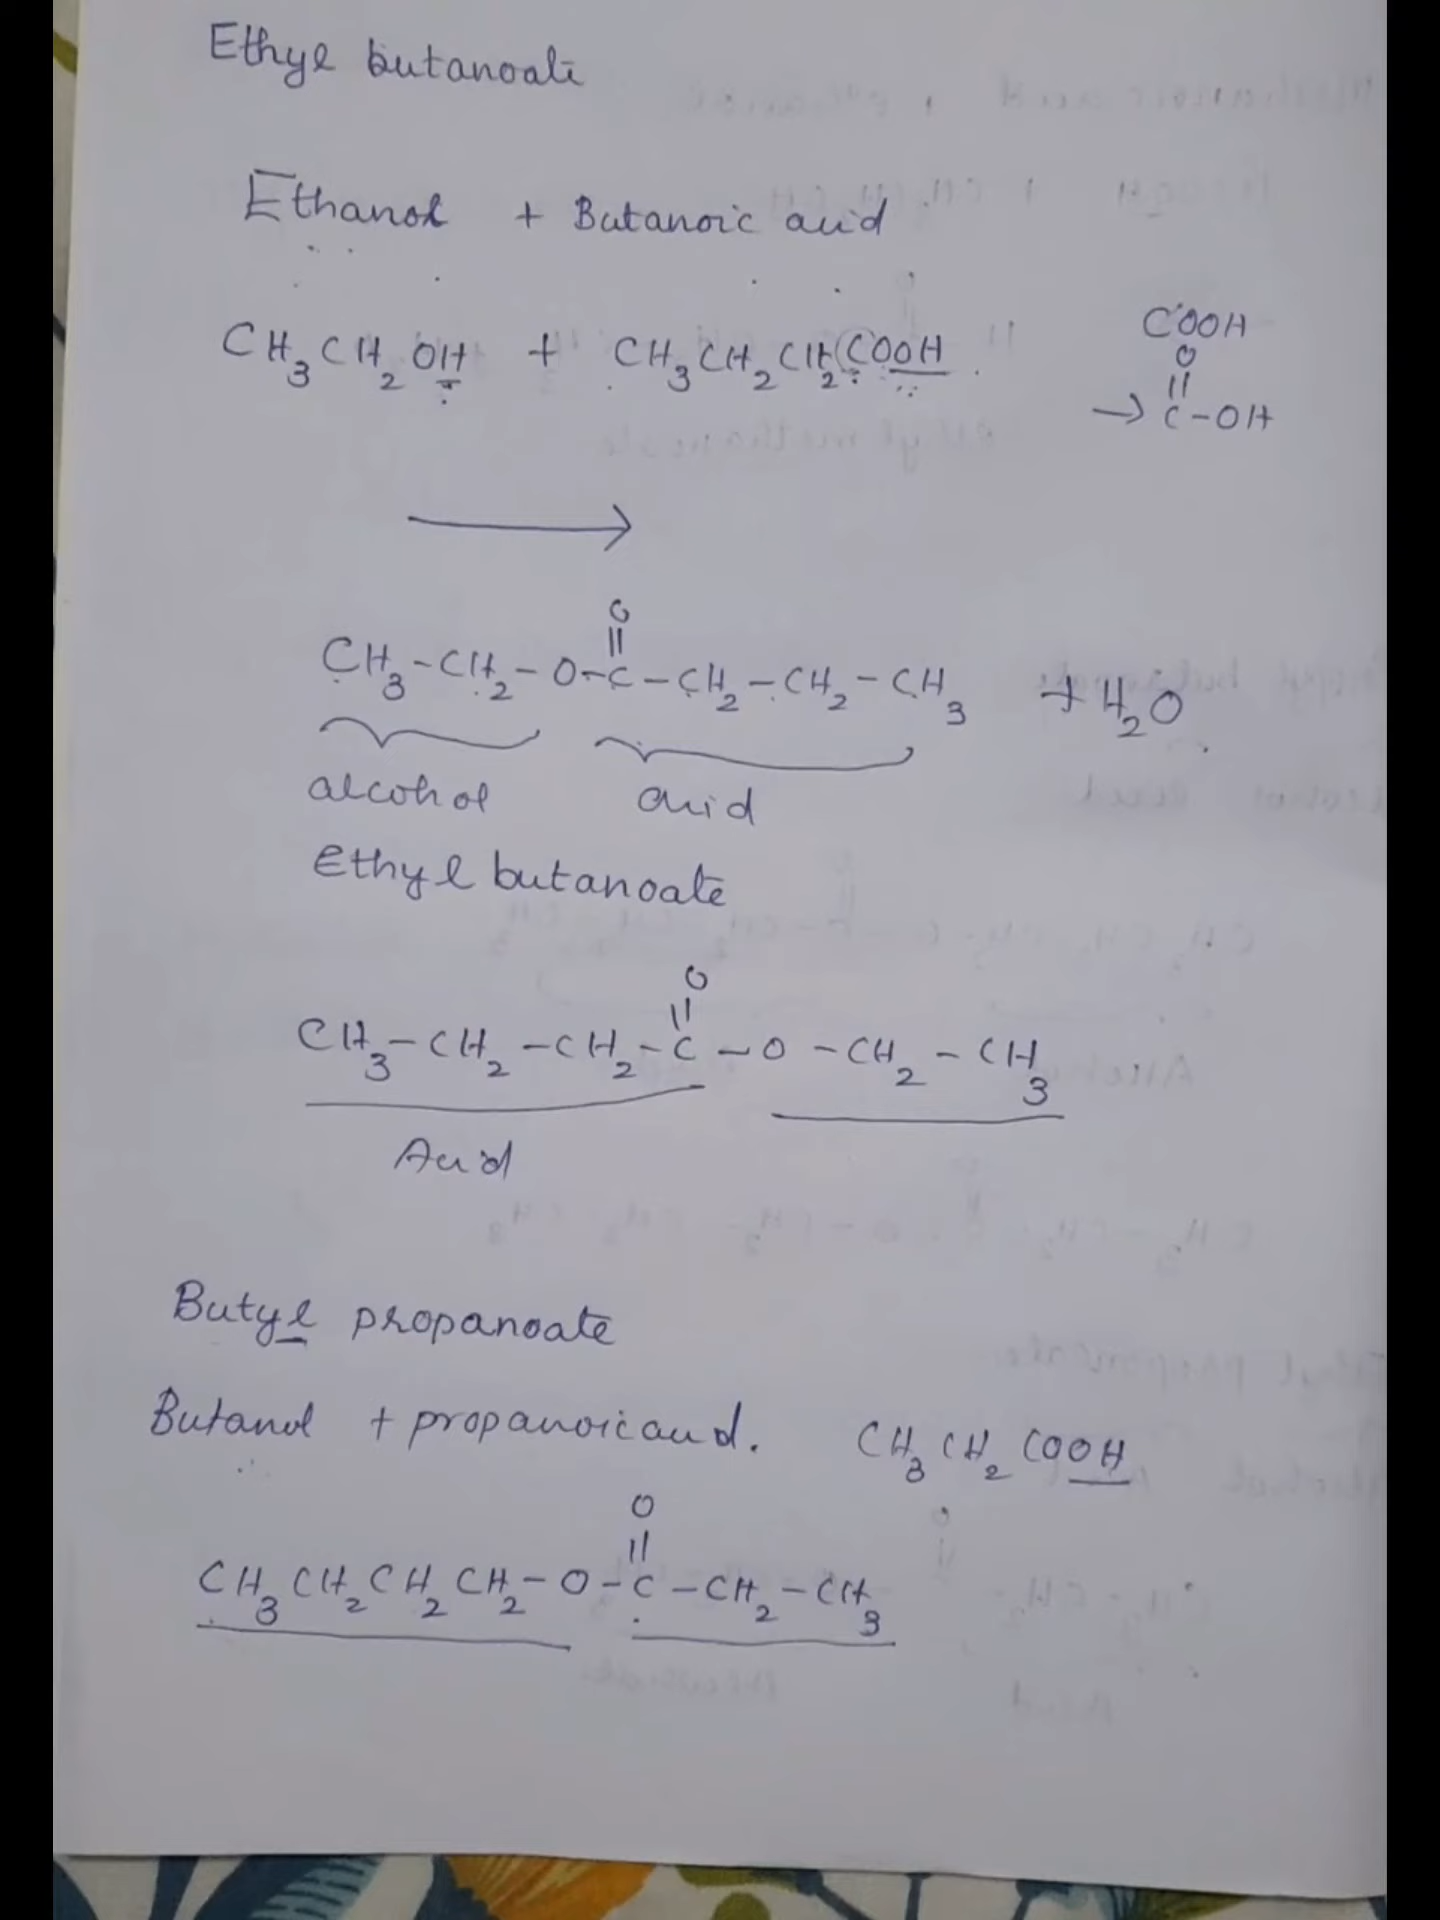 Ethyl butanoate
Ethanol + Butanoic acid
CH3CH2OH + CH3CH2CH2COOH
COOH
O
||
→ C-OH
→
O
||
CH3-CH2-O-C-CH2-CH2-CH3 + H2O
alcohol acid
Ethyl butanoate
O
||
CH3-CH2-CH2-C-O-CH2-CH3
Acid
Butyl propanoate
Butanol + propanoic acid. CH3CH2COOH
O
||
CH3CH2CH2CH2-O-C-CH2-CH3